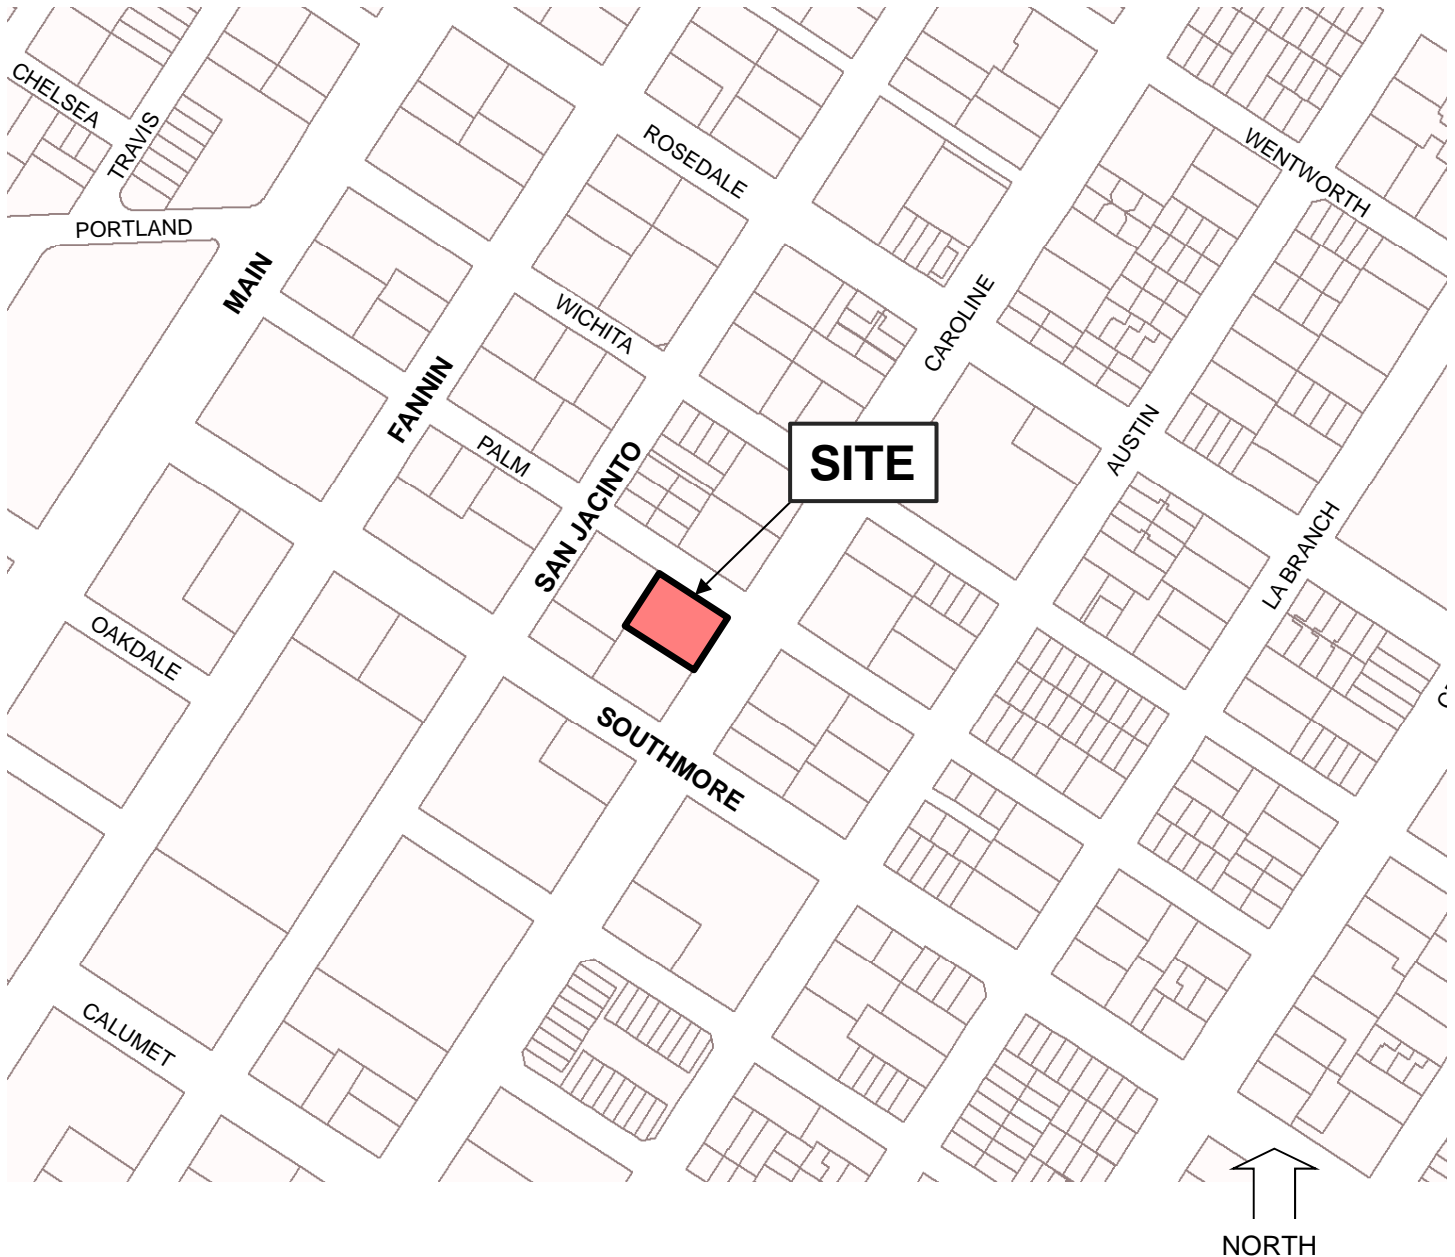 CHELSEA
TRAVIS
ROSEDALE
WENTWORTH
PORTLAND
MAIN
WICHITA
CAROLINE
FANNIN
PALM
SAN JACINTO
SITE
AUSTIN
LA BRANCH
OAKDALE
SOUTHMORE
CALUMET
NORTH